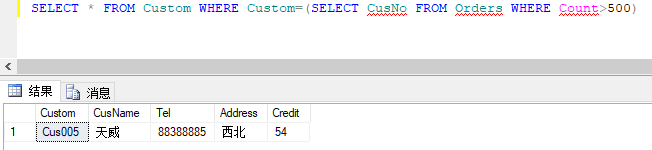 SELECT * FROM Custom WHERE Custom=(SELECT CusNo FROM Orders WHERE Count>500)
结果 消息
Custom CusName Tel Address Credit
1 Cus005 天威 88388885 西北 54